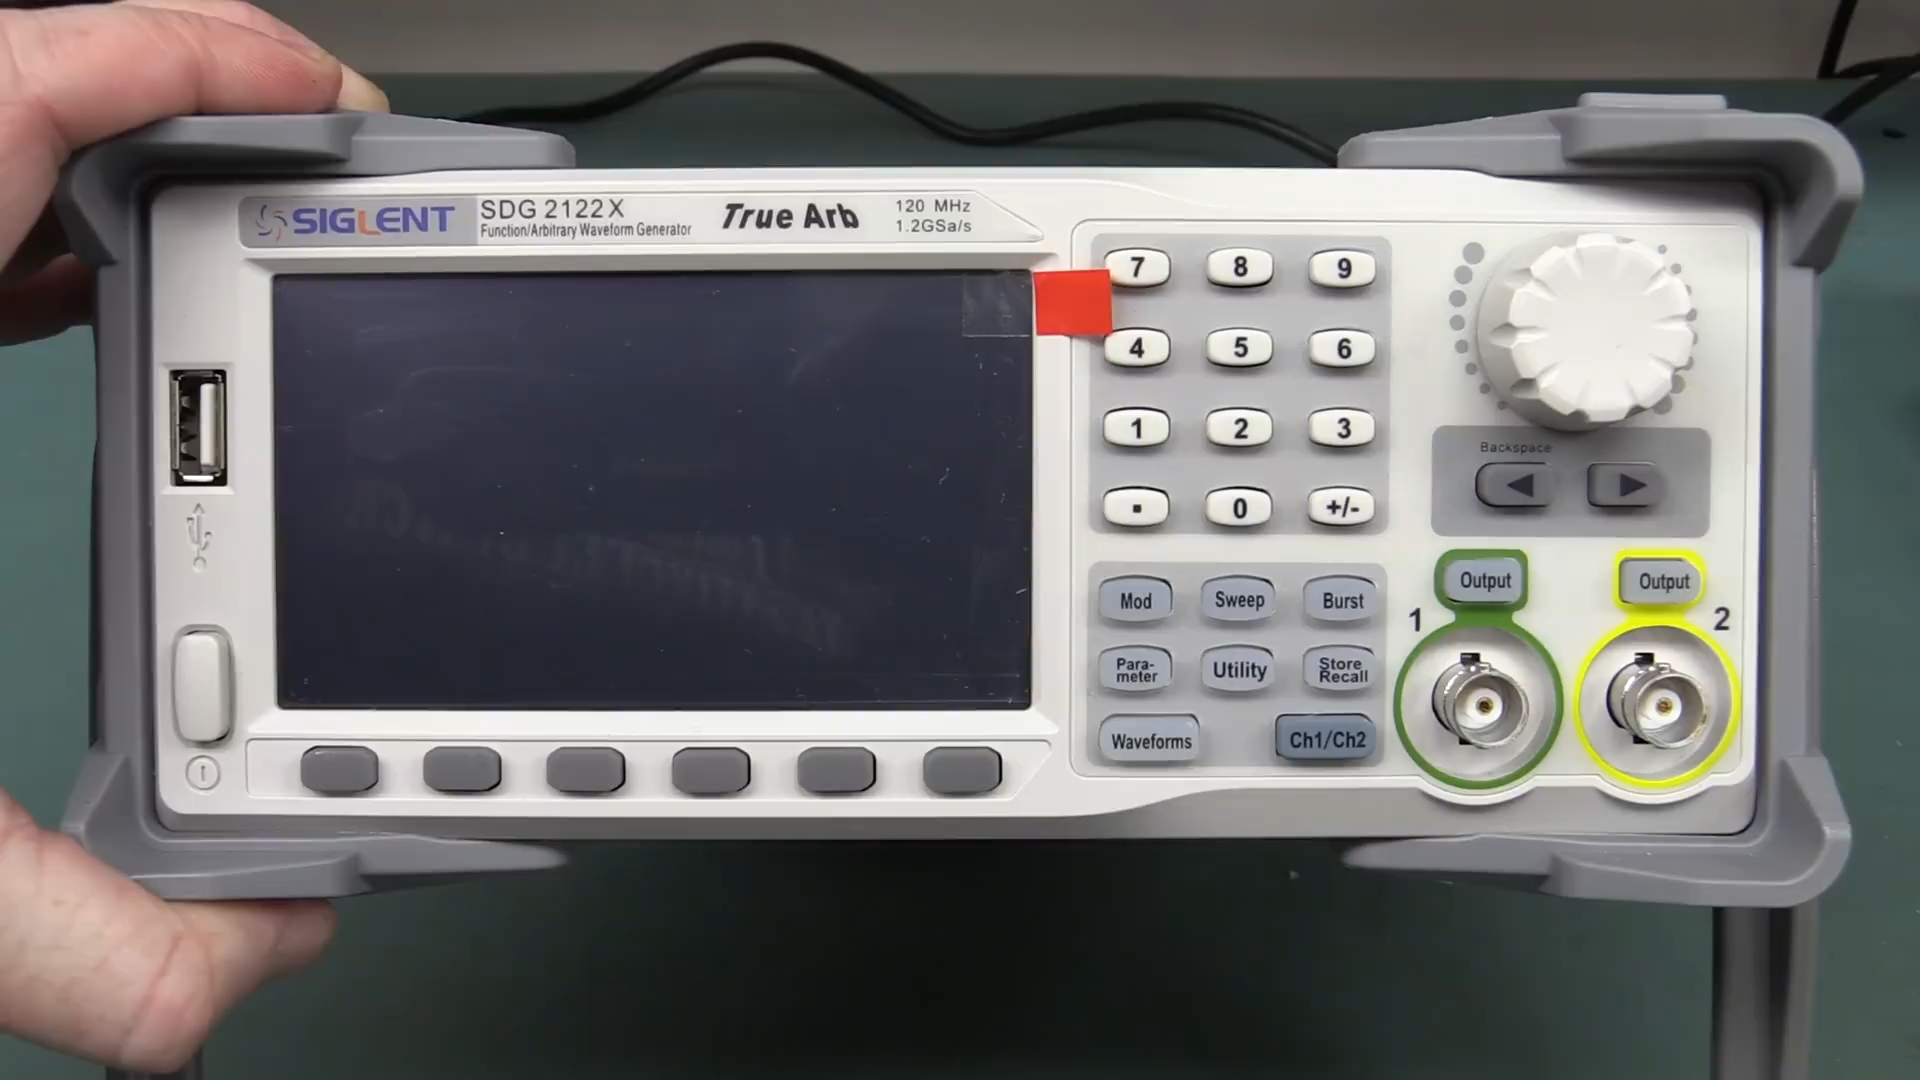 SIGLENT
SDG 2122X
Function/Arbitrary Waveform Generator
True Arb
120 MHz
1.2GSa/s
7 8 9
4 5 6
1 2 3
. 0 +/-
Backspace
Mod Sweep Burst
Para-
meter
Utility
Store
Recall
Waveforms Ch1/Ch2
Output Output
1 2